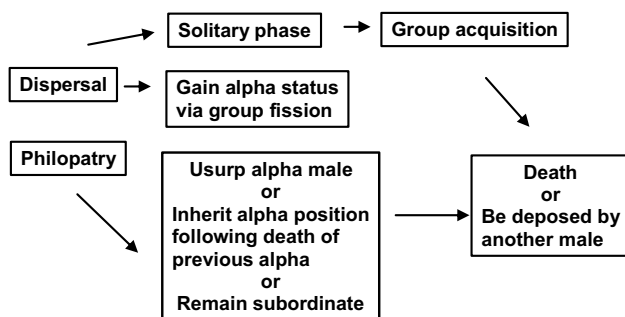 Solitary phase
Group acquisition
Dispersal
Gain alpha status
via group fission
Philopatry
Usurp alpha male
or
Inherit alpha position
following death of
previous alpha
or
Remain subordinate
Death
or
Be deposed by
another male